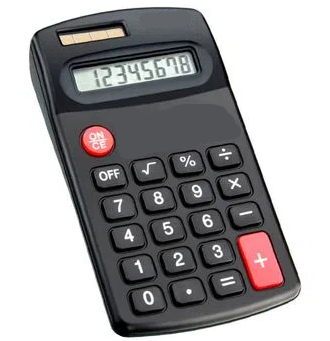 12345678
ON
CE
OFF √ % ÷
7 8 9 ×
4 5 6 −
1 2 3 +
0 · =